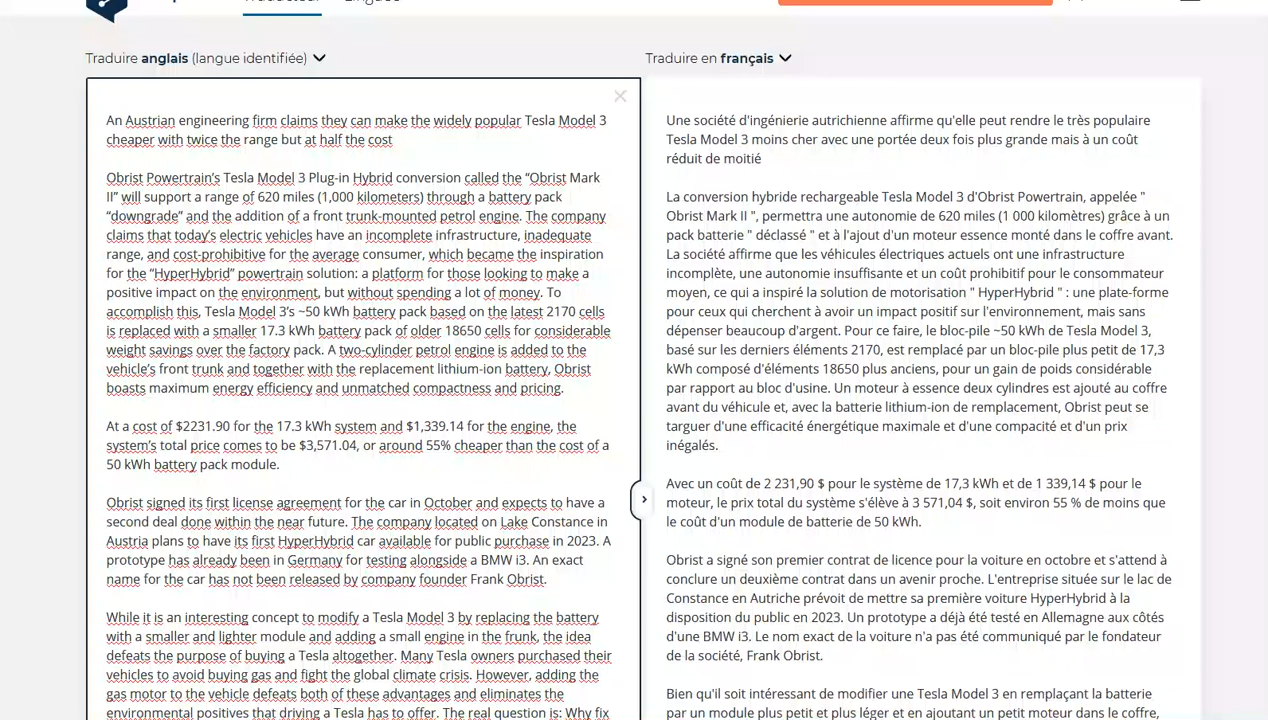 Traduire anglais (langue identifiée)
Traduire en français
An Austrian engineering firm claims they can make the widely popular Tesla Model 3
cheaper with twice the range but at half the cost
Obrist Powertrain's Tesla Model 3 Plug-in Hybrid conversion called the “Obrist Mark
II” will support a range of 620 miles (1,000 kilometers) through a battery pack
“downgrade” and the addition of a front trunk-mounted petrol engine. The company
claims that today's electric vehicles have an incomplete infrastructure, inadequate
range, and cost-prohibitive for the average consumer, which became the inspiration
for the “HyperHybrid” powertrain solution: a platform for those looking to make a
positive impact on the environment, but without spending a lot of money. To
accomplish this, Tesla Model 3's ~50 kWh battery pack based on the latest 2170 cells
is replaced with a smaller 17.3 kWh battery pack of older 18650 cells for considerable
weight savings over the factory pack. A two-cylinder petrol engine is added to the
vehicle's front trunk and together with the replacement lithium-ion battery, Obrist
boasts maximum energy efficiency and unmatched compactness and pricing.
At a cost of $2231.90 for the 17.3 kWh system and $1,339.14 for the engine, the
system's total price comes to be $3,571.04, or around 55% cheaper than the cost of a
50 kWh battery pack module.
Obrist signed its first license agreement for the car in October and expects to have a
second deal done within the near future. The company located on Lake Constance in
Austria plans to have its first HyperHybrid car available for public purchase in 2023. A
prototype has already been in Germany for testing alongside a BMW i3. An exact
name for the car has not been released by company founder Frank Obrist.
While it is an interesting concept to modify a Tesla Model 3 by replacing the battery
with a smaller and lighter module and adding a small engine in the frunk, the idea
defeats the purpose of buying a Tesla altogether. Many Tesla owners purchased their
vehicles to avoid buying gas and fight the global climate crisis. However, adding the
gas motor to the vehicle defeats both of these advantages and eliminates the
environmental positives that driving a Tesla has to offer. The real question is: Why fix
Une société d'ingénierie autrichienne affirme qu'elle peut rendre le très populaire
Tesla Model 3 moins cher avec une portée deux fois plus grande mais à un coût
réduit de moitié
La conversion hybride rechargeable Tesla Model 3 d'Obrist Powertrain, appelée "
Obrist Mark II ", permettra une autonomie de 620 miles (1 000 kilomètres) grâce à un
pack batterie " déclassé " et à l'ajout d'un moteur essence monté dans le coffre avant.
La société affirme que les véhicules électriques actuels ont une infrastructure
incomplète, une autonomie insuffisante et un coût prohibitif pour le consommateur
moyen, ce qui a inspiré la solution de motorisation " HyperHybrid " : une plate-forme
pour ceux qui cherchent à avoir un impact positif sur l'environnement, mais sans
dépenser beaucoup d'argent. Pour ce faire, le bloc-pile ~50 kWh de Tesla Model 3,
basé sur les derniers éléments 2170, est remplacé par un bloc-pile plus petit de 17,3
kWh composé d'éléments 18650 plus anciens, pour un gain de poids considérable
par rapport au bloc d'usine. Un moteur à essence deux cylindres est ajouté au coffre
avant du véhicule et, avec la batterie lithium-ion de remplacement, Obrist peut se
targuer d'une efficacité énergétique maximale et d'une compacité et d'un prix
inégalés.
Avec un coût de 2 231,90 $ pour le système de 17,3 kWh et de 1 339,14 $ pour le
moteur, le prix total du système s'élève à 3 571,04 $, soit environ 55 % de moins que
le coût d'un module de batterie de 50 kWh.
Obrist a signé son premier contrat de licence pour la voiture en octobre et s'attend à
conclure un deuxième contrat dans un avenir proche. L'entreprise située sur le lac de
Constance en Autriche prévoit de mettre sa première voiture HyperHybrid à la
disposition du public en 2023. Un prototype a déjà été testé en Allemagne aux côtés
d'une BMW i3. Le nom exact de la voiture n'a pas été communiqué par le fondateur
de la société, Frank Obrist.
Bien qu'il soit intéressant de modifier une Tesla Model 3 en remplaçant la batterie
par un module plus petit et plus léger et en ajoutant un petit moteur dans le coffre,